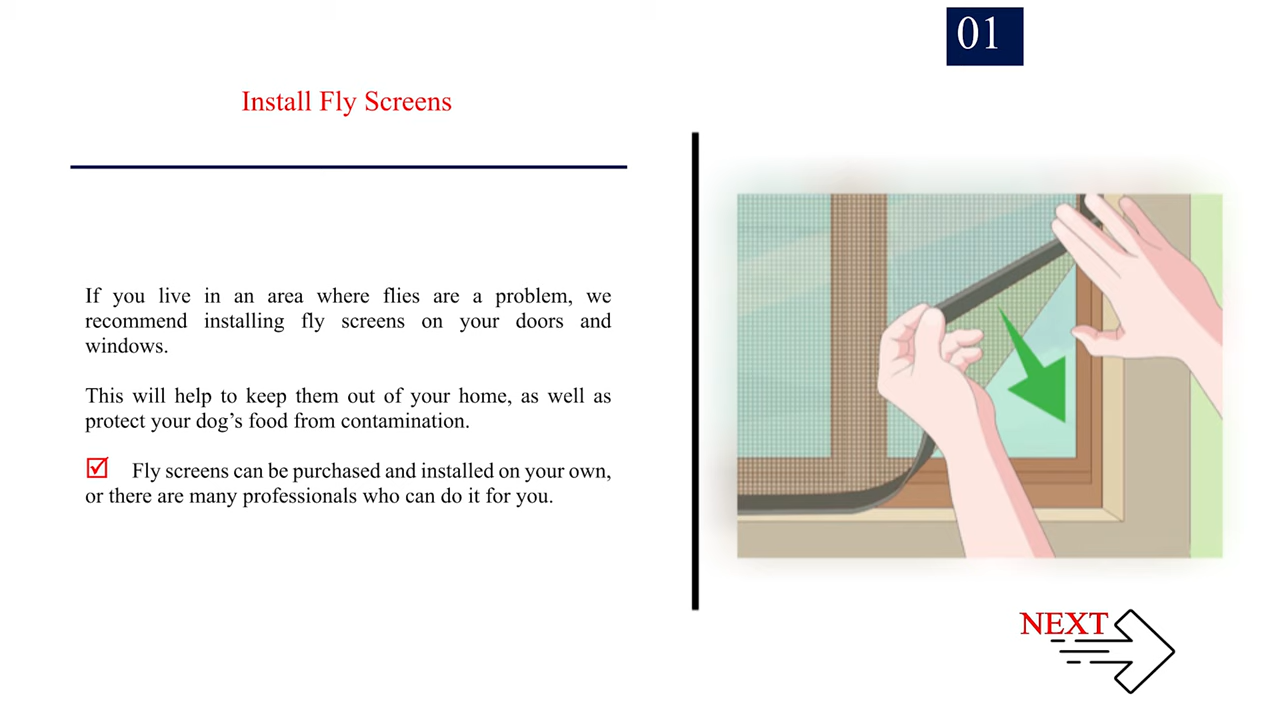 01
Install Fly Screens
If you live in an area where flies are a problem, we
recommend installing fly screens on your doors and
windows.
This will help to keep them out of your home, as well as
protect your dog’s food from contamination.
☑ Fly screens can be purchased and installed on your own,
or there are many professionals who can do it for you.
NEXT